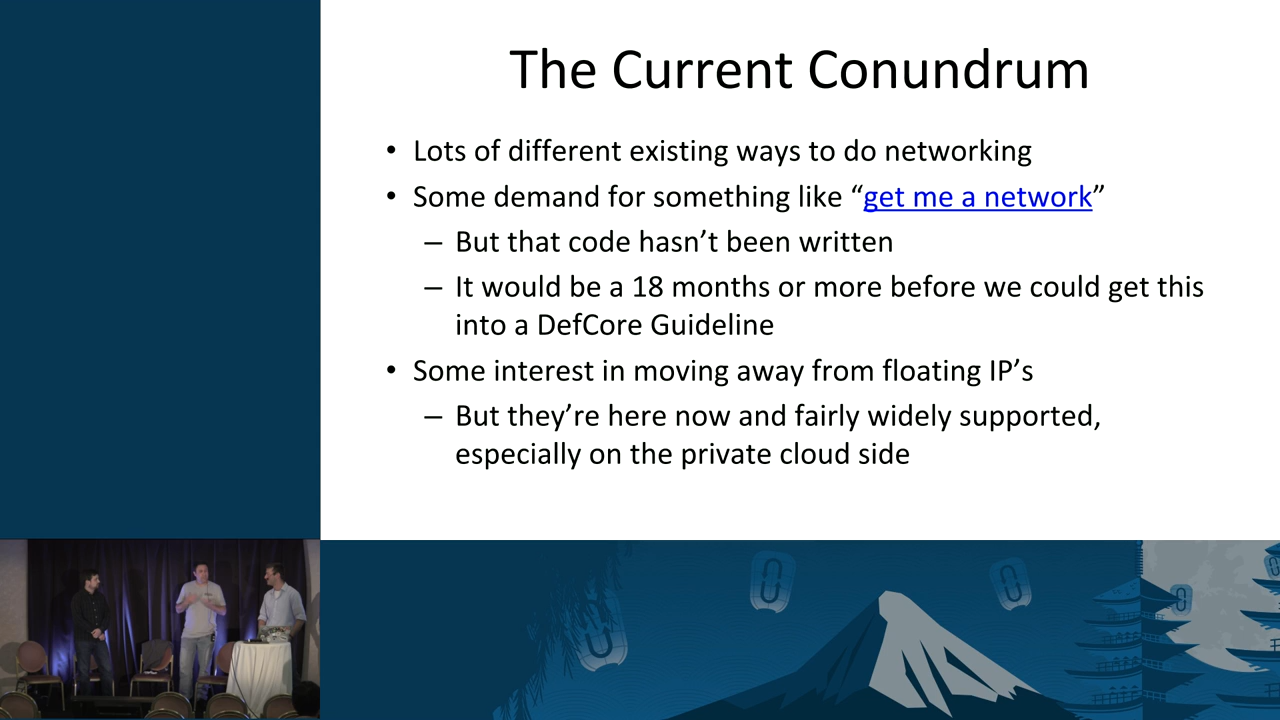 The Current Conundrum
• Lots of different existing ways to do networking
• Some demand for something like “get me a network”
– But that code hasn’t been written
– It would be a 18 months or more before we could get this
into a DefCore Guideline
• Some interest in moving away from floating IP’s
– But they’re here now and fairly widely supported,
especially on the private cloud side